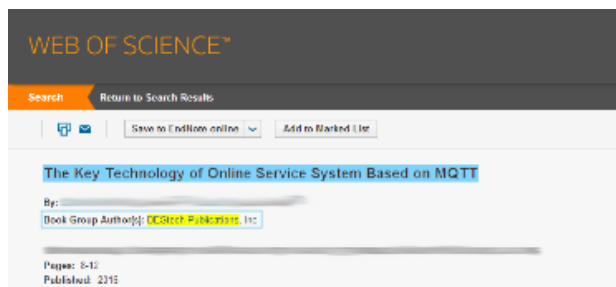 WEB OF SCIENCE™
Search Return to Search Results
Save to EndNote online Add to Marked List
The Key Technology of Online Service System Based on MQTT
By:
Book Group Author(s): DEStech Publications, Inc
Pages: 8-12
Published: